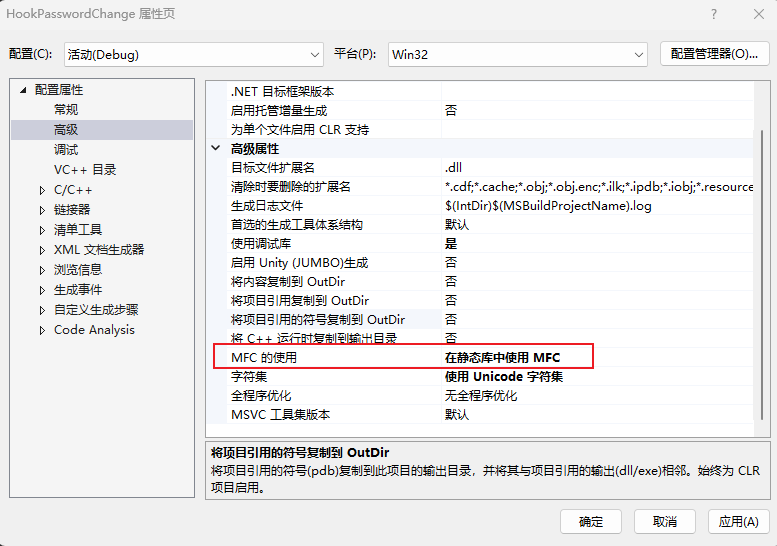 HookPasswordChange 属性页
配置(C): 活动(Debug) 平台(P): Win32 配置管理器(O)...
配置属性
常规
高级
调试
VC++ 目录
C/C++
链接器
清单工具
XML 文档生成器
浏览信息
生成事件
自定义生成步骤
Code Analysis
.NET 目标框架版本
启用托管增量生成 否
为单个文件启用 CLR 支持
高级属性
目标文件扩展名 .dll
清除时要删除的扩展名 *.cdf;*.cache;*.obj;*.obj.enc;*.ilk;*.ipdb;*.iobj;*.resource
生成日志文件 $(IntDir)$(MSBuildProjectName).log
首选的生成工具体系结构 默认
使用调试库 是
启用 Unity (JUMBO)生成 否
将内容复制到 OutDir 否
将项目引用复制到 OutDir 否
将项目引用的符号复制到 OutDir 否
将 C++ 运行时复制到输出目录 否
MFC 的使用 在静态库中使用 MFC
字符集 使用 Unicode 字符集
全程序优化 无全程序优化
MSVC 工具集版本 默认
将项目引用的符号复制到 OutDir
将项目引用的符号(pdb)复制到此项目的输出目录，并将其与项目引用的输出(dll/exe)相邻。始终为 CLR
项目启用。
确定 取消 应用(A)